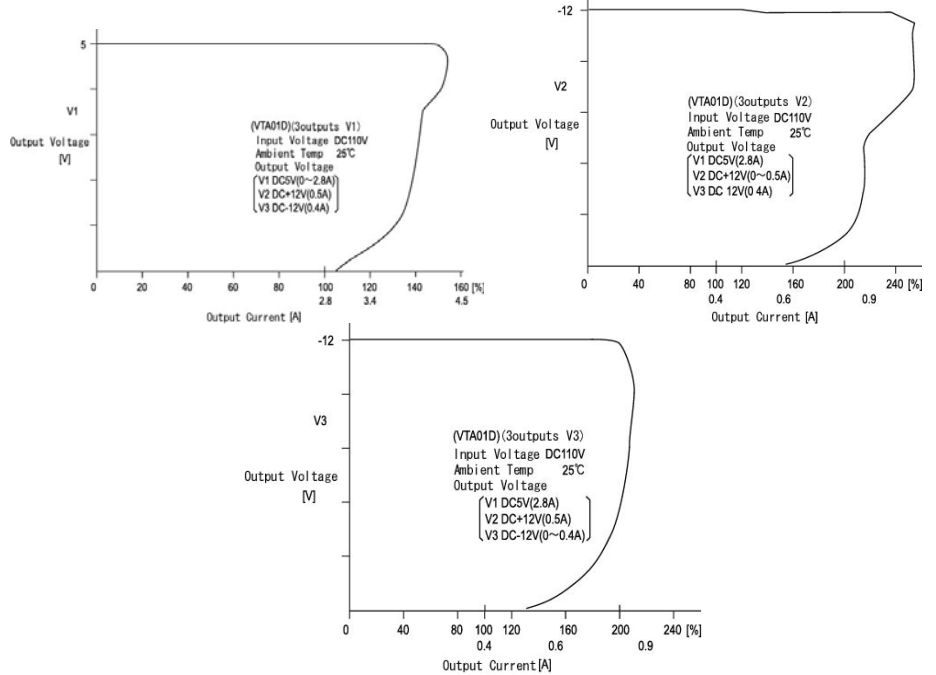 5
V1
Output Voltage
[V]
(VTA01D)(3outputs V1)
Input Voltage DC110V
Ambient Temp 25℃
Output Voltage
V1 DC5V(0～2.8A)
V2 DC+12V(0.5A)
V3 DC-12V(0.4A)
0 20 40 60 80 100 120 140 160 [%]
2.8 3.4 4.5
Output Current [A]
-12
V2
Output Voltage
[V]
(VTA01D)(3outputs V2)
Input Voltage DC110V
Ambient Temp 25℃
Output Voltage
V1 DC5V(2.8A)
V2 DC+12V(0～0.5A)
V3 DC 12V(0 4A)
0 40 80 100 120 160 200 240 [%]
0.4 0.6 0.9
Output Current [A]
-12
V3
Output Voltage
[V]
(VTA01D)(3outputs V3)
Input Voltage DC110V
Ambient Temp 25℃
Output Voltage
V1 DC5V(2.8A)
V2 DC+12V(0.5A)
V3 DC-12V(0～0.4A)
0 40 80 100 120 160 200 240 [%]
0.4 0.6 0.9
Output Current [A]